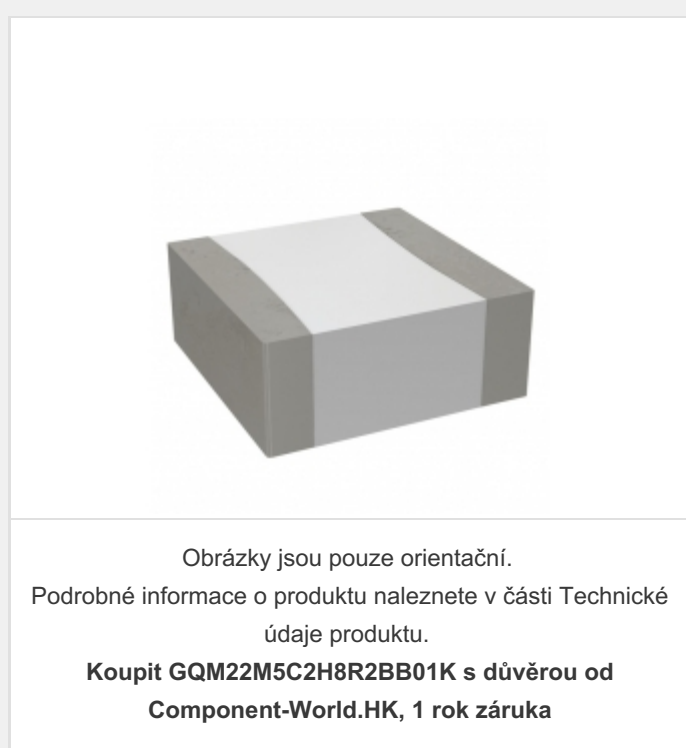 Obrázky jsou pouze orientační.
Podrobné informace o produktu naleznete v části Technické
údaje produktu.
Koupit GQM22M5C2H8R2BB01K s důvěrou od
Component-World.HK, 1 rok záruka